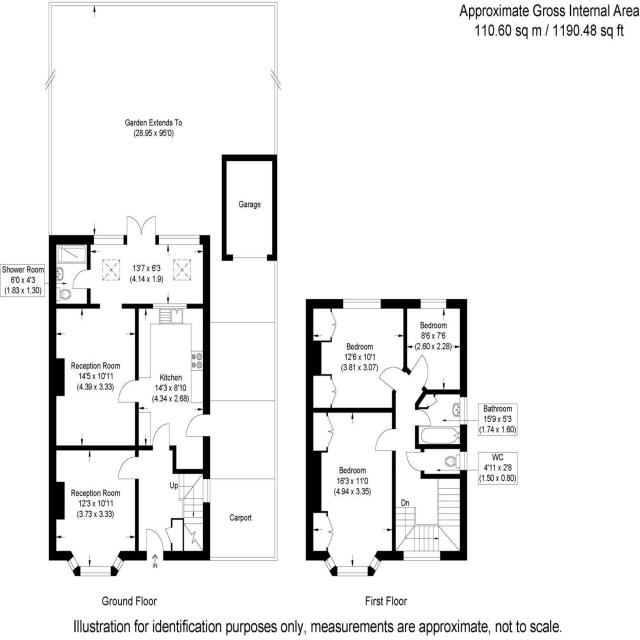 Approximate Gross Internal Area
110.60 sq m / 1190.48 sq ft
Garden Extends To
(28.95 x 95'0)
Garage
Shower Room
6'0 x 4'3
(1.83 x 1.30)
13'7 x 6'3
(4.14 x 1.9)
Reception Room
14'5 x 10'11
(4.39 x 3.33)
Kitchen
14'3 x 8'10
(4.34 x 2.68)
Reception Room
12'3 x 10'11
(3.73 x 3.33)
Up
Carport
IN
Ground Floor
Bedroom
12'6 x 10'1
(3.81 x 3.07)
Bedroom
8'6 x 7'6
(2.60 x 2.28)
Bathroom
15'9 x 5'3
(1.74 x 1.60)
WC
4'11 x 2'8
(1.50 x 0.80)
Bedroom
16'3 x 11'0
(4.94 x 3.35)
Dn
First Floor
Illustration for identification purposes only, measurements are approximate, not to scale.